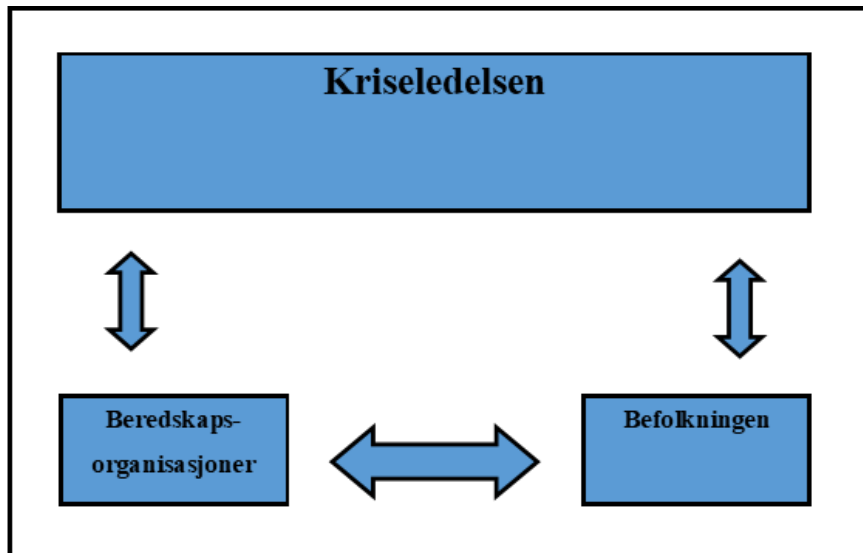 Kriseledelsen
Beredskaps-
organisasjoner
Befolkningen